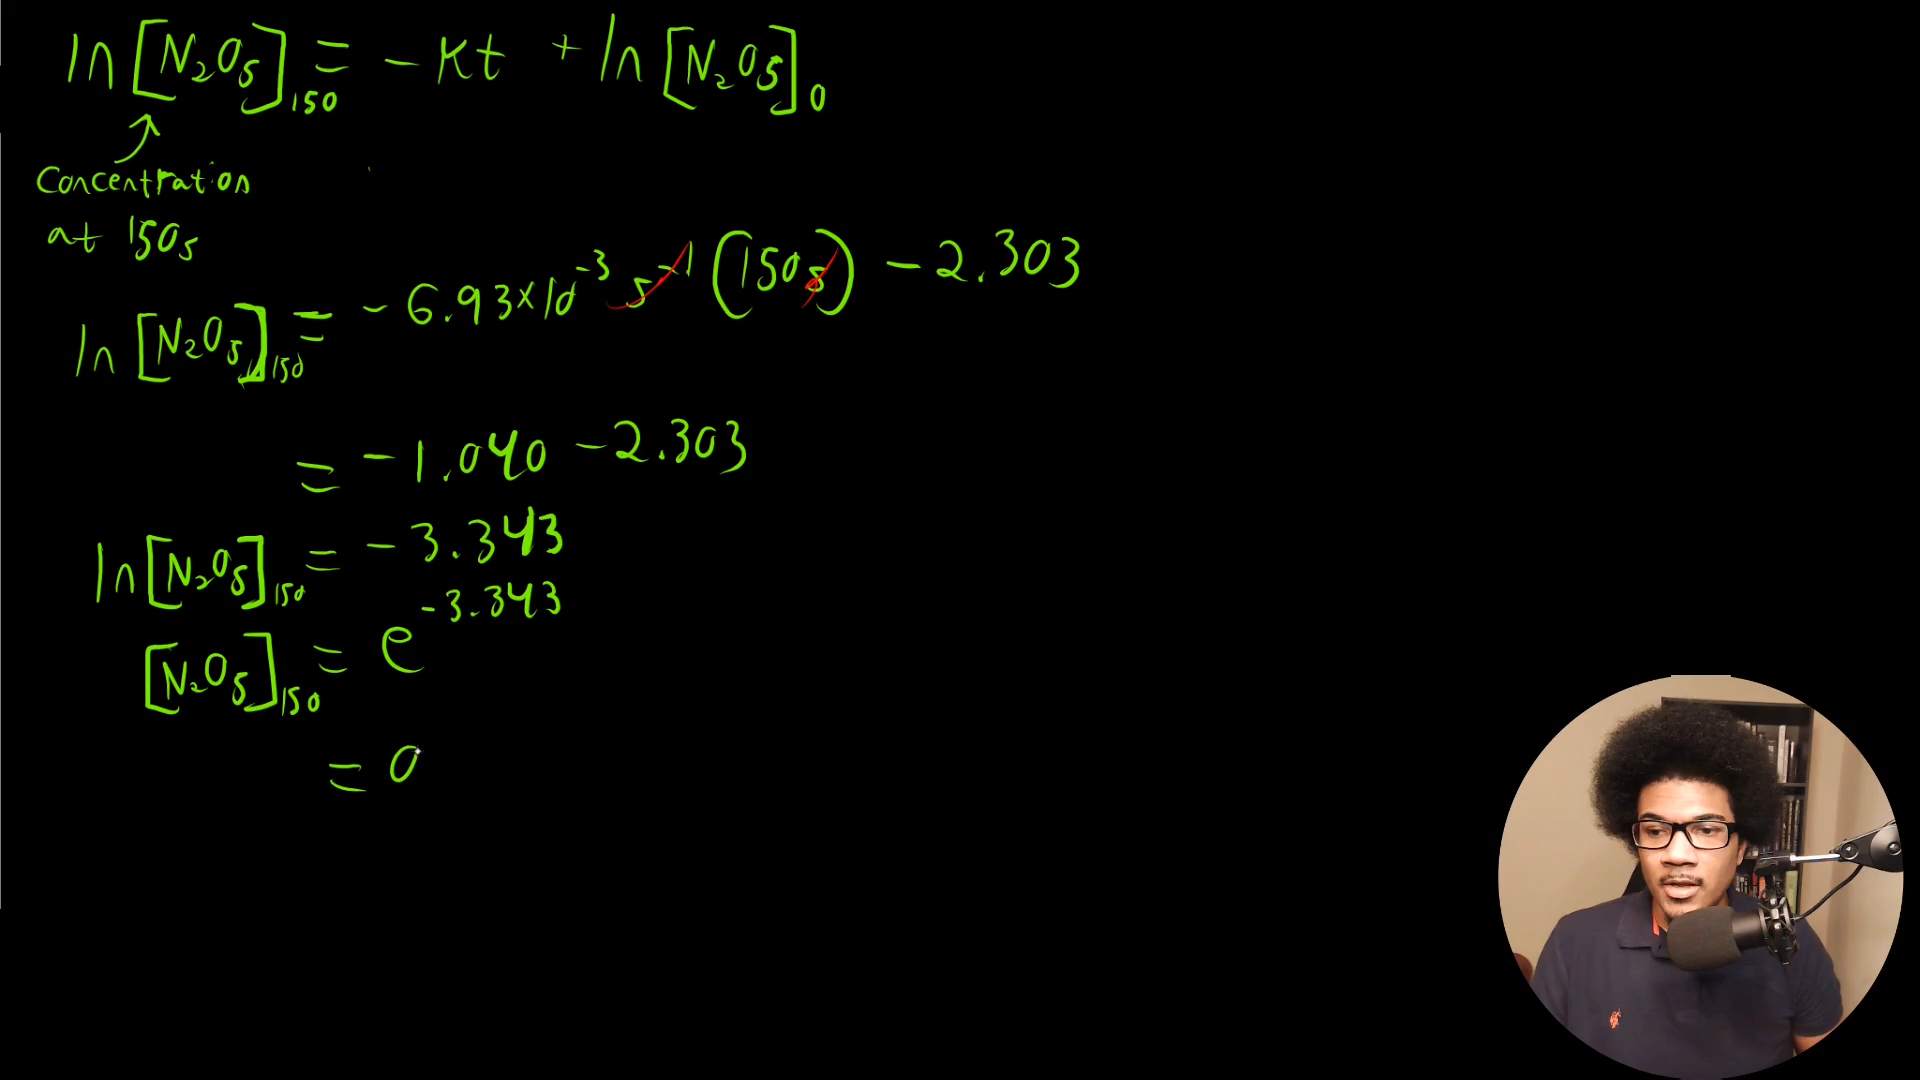 ln[N₂O₅]₁₅₀ = -Kt + ln[N₂O₅]₀
Concentration
at 150s
ln[N₂O₅]₁₅₀ = -6.93×10⁻³ s⁻¹ (150s) - 2.303
= -1.040 - 2.303
ln[N₂O₅]₁₅₀ = -3.343
[N₂O₅]₁₅₀ = e⁻³·³⁴³
= 0